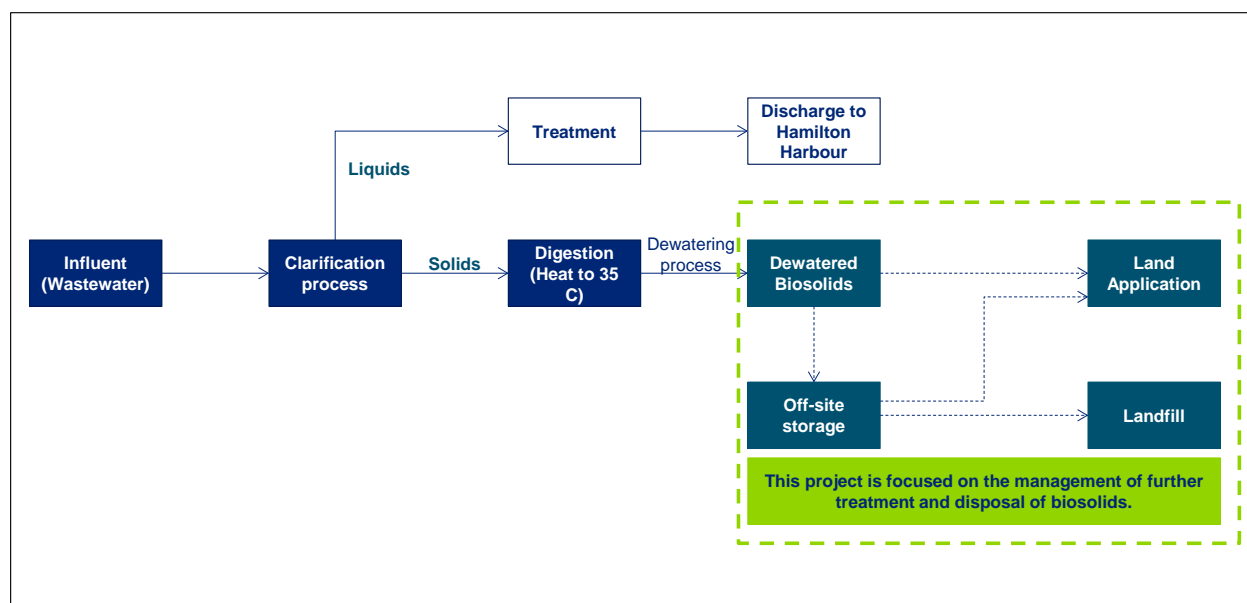 Treatment
Discharge to
Hamilton
Harbour
Liquids
Influent
(Wastewater)
Clarification
process
Solids
Digestion
(Heat to 35
C)
Dewatering
process
Dewatered
Biosolids
Land
Application
Off-site
storage
Landfill
This project is focused on the management of further
treatment and disposal of biosolids.